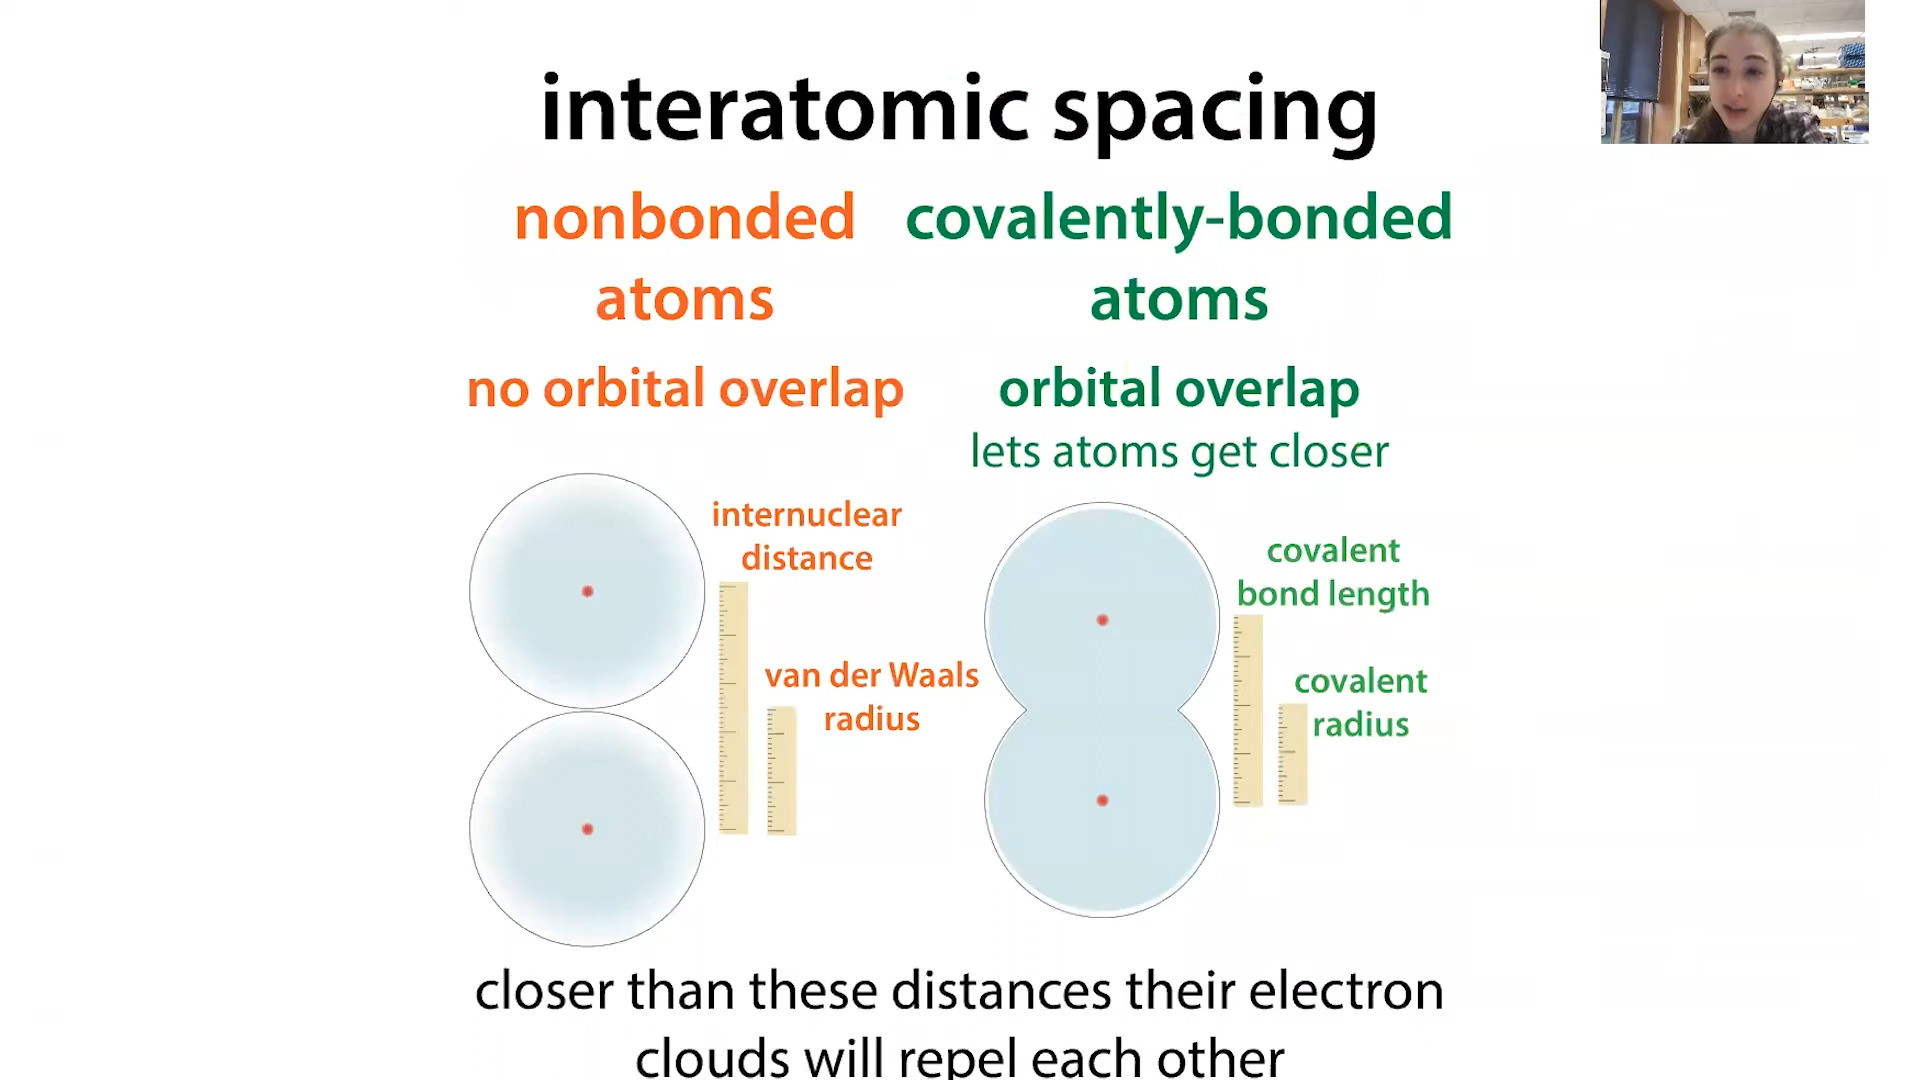 interatomic spacing
nonbonded
atoms
no orbital overlap
covalently-bonded
atoms
orbital overlap
lets atoms get closer
internuclear
distance
van der Waals
radius
covalent
bond length
covalent
radius
closer than these distances their electron
clouds will repel each other